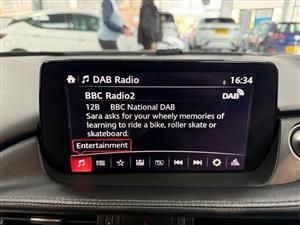 DAB Radio
16:34
BBC Radio2
DAB
12B BBC National DAB
Sara asks for your wheely memories of
learning to ride a bike, roller skate or
skateboard.
Entertainment
TA